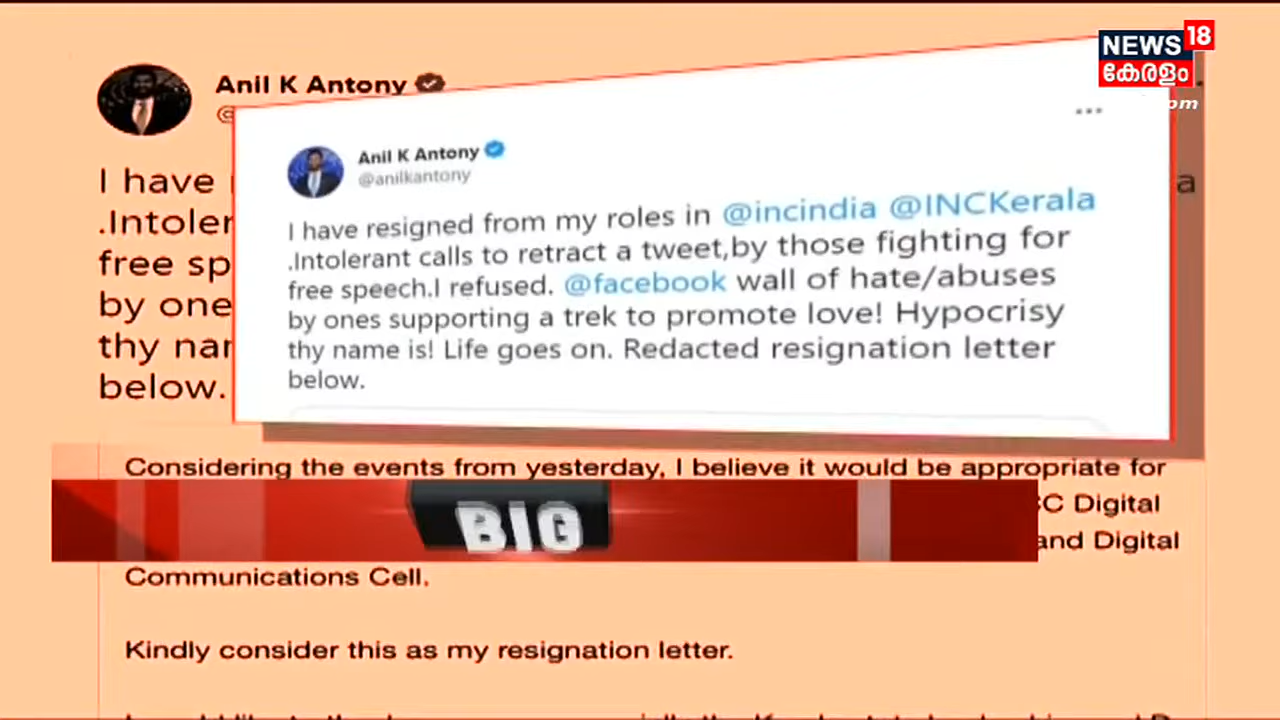 NEWS 18
കേരളം
om
Anil K Antony
I have
.Intoler
free sp
by one
thy nar
below.
a
Anil K Antony
@anilkantony
I have resigned from my roles in @incindia @INCKerala
.Intolerant calls to retract a tweet,by those fighting for
free speech.I refused. @facebook wall of hate/abuses
by ones supporting a trek to promote love! Hypocrisy
thy name is! Life goes on. Redacted resignation letter
below.
Considering the events from yesterday, I believe it would be appropriate for
C Digital
BIG
and Digital
Communications Cell.
Kindly consider this as my resignation letter.